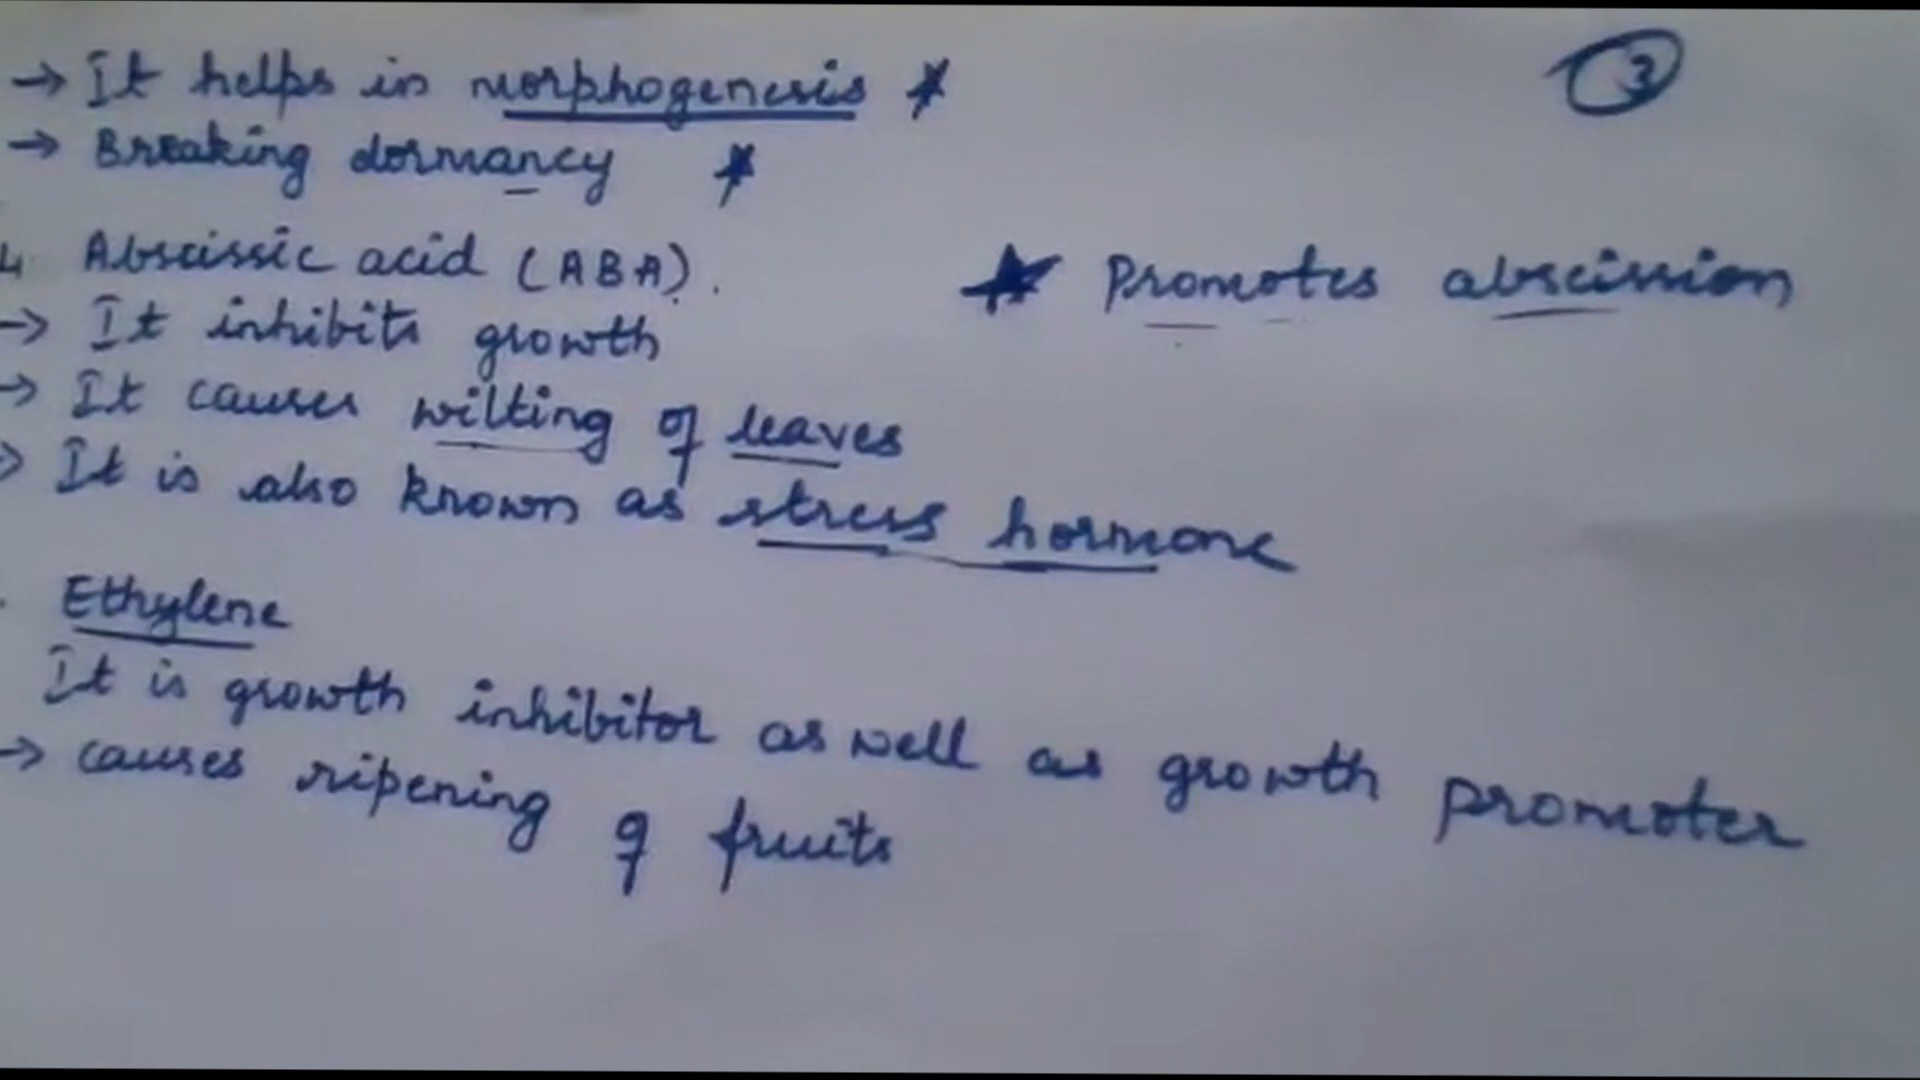 ③
→ It helps in morphogenesis ★
→ Breaking dormancy ★
4. Abscissic acid (ABA).
★ Promotes abscission
→ It inhibits growth
→ It causes wilting of leaves
→ It is also known as stress hormone
Ethylene
It is growth inhibitor as well as growth promoter
→ causes ripening of fruits